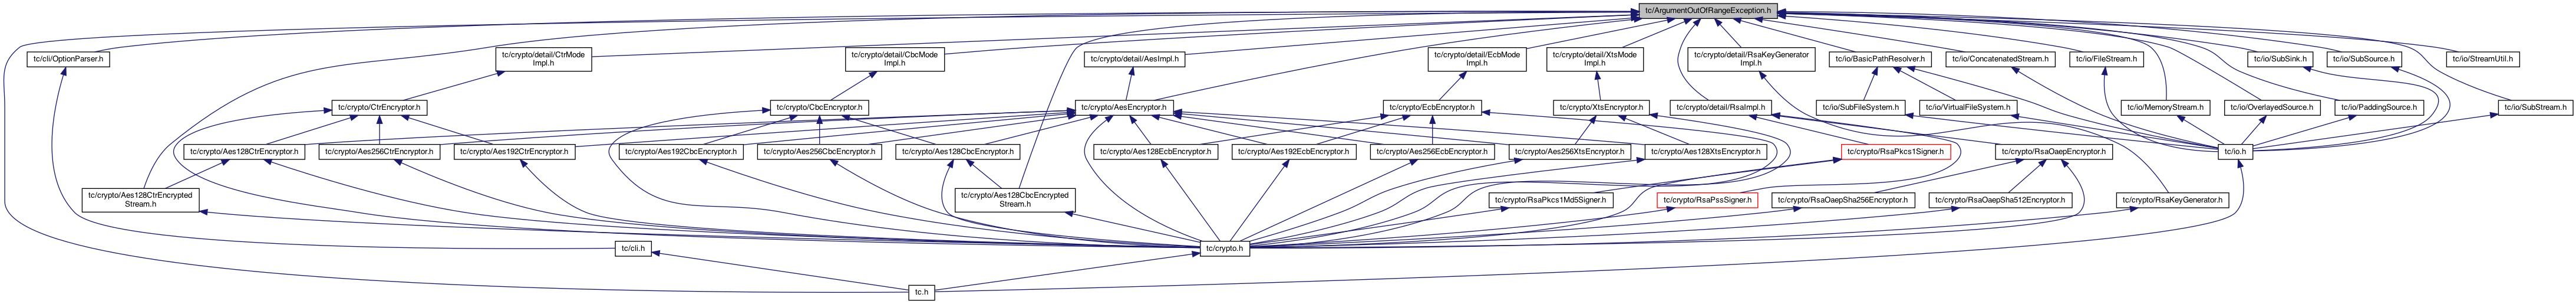 tc/ArgumentOutOfRangeException.h
tc/cli/OptionParser.h
tc/crypto/detail/CtrMode
Impl.h
tc/crypto/detail/CbcMode
Impl.h
tc/crypto/detail/AesImpl.h
tc/crypto/detail/EcbMode
Impl.h
tc/crypto/detail/XtsMode
Impl.h
tc/crypto/detail/RsaKeyGenerator
Impl.h
tc/io/BasicPathResolver.h
tc/io/ConcatenatedStream.h
tc/io/FileStream.h
tc/io/SubSink.h
tc/io/SubSource.h
tc/io/StreamUtil.h
tc/crypto/CtrEncryptor.h
tc/crypto/CbcEncryptor.h
tc/crypto/AesEncryptor.h
tc/crypto/EcbEncryptor.h
tc/crypto/XtsEncryptor.h
tc/crypto/detail/RsaImpl.h
tc/io/SubFileSystem.h
tc/io/VirtualFileSystem.h
tc/io/MemoryStream.h
tc/io/OverlayedSource.h
tc/io/PaddingSource.h
tc/io/SubStream.h
tc/crypto/Aes128CtrEncryptor.h
tc/crypto/Aes256CtrEncryptor.h
tc/crypto/Aes192CtrEncryptor.h
tc/crypto/Aes192CbcEncryptor.h
tc/crypto/Aes256CbcEncryptor.h
tc/crypto/Aes128CbcEncryptor.h
tc/crypto/Aes128EcbEncryptor.h
tc/crypto/Aes192EcbEncryptor.h
tc/crypto/Aes256EcbEncryptor.h
tc/crypto/Aes256XtsEncryptor.h
tc/crypto/Aes128XtsEncryptor.h
tc/crypto/RsaPkcs1Signer.h
tc/crypto/RsaOaepEncryptor.h
tc/io.h
tc/crypto/Aes128CtrEncrypted
Stream.h
tc/crypto/Aes128CbcEncrypted
Stream.h
tc/crypto/RsaPkcs1Md5Signer.h
tc/crypto/RsaPssSigner.h
tc/crypto/RsaOaepSha256Encryptor.h
tc/crypto/RsaOaepSha512Encryptor.h
tc/crypto/RsaKeyGenerator.h
tc/cli.h
tc/crypto.h
tc.h